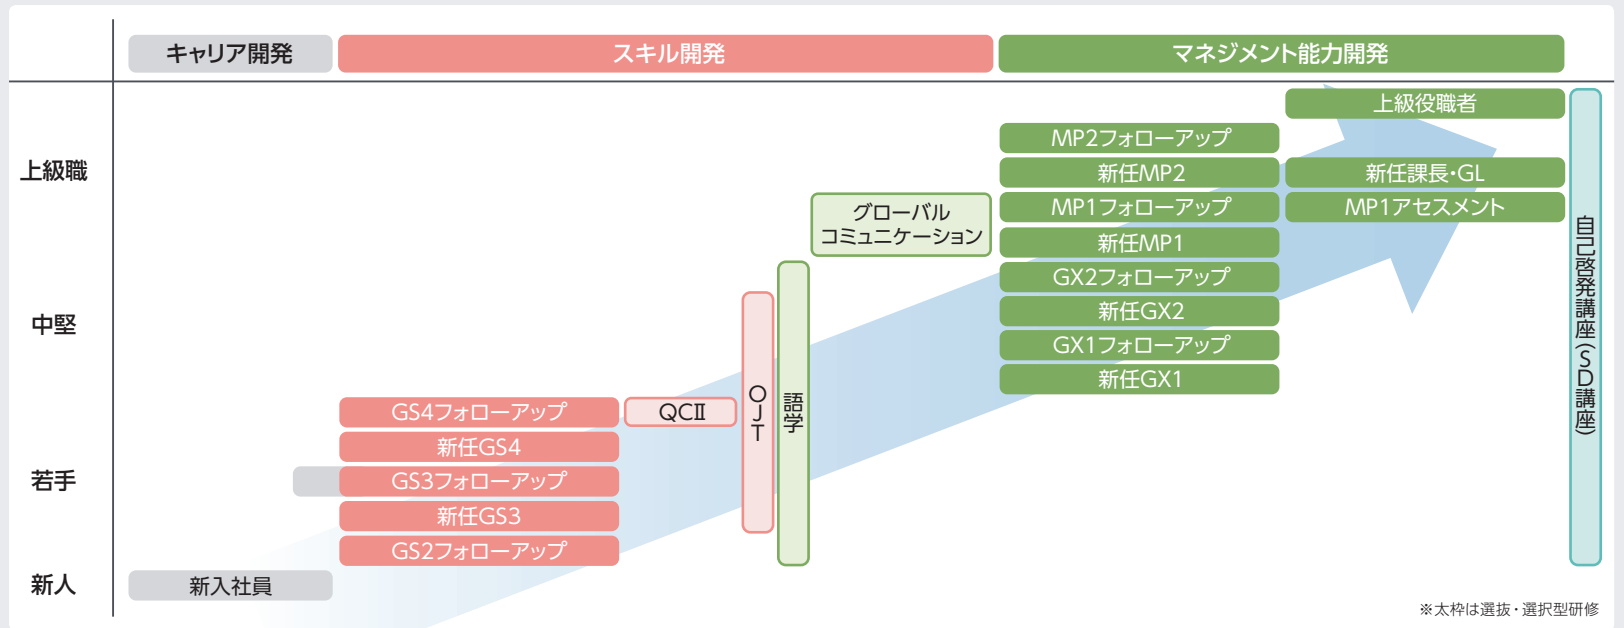 キャリア開発
スキル開発
マネジメント能力開発
上級職
中堅
若手
新人
上級役職者
MP2フォローアップ
新任MP2
新任課長・GL
MP1フォローアップ
MP1アセスメント
グローバル
コミュニケーション
新任MP1
GX2フォローアップ
新任GX2
GX1フォローアップ
新任GX1
GS4フォローアップ
QCⅡ
OJT
語学
新任GS4
GS3フォローアップ
新任GS3
GS2フォローアップ
新入社員
自己啓発講座(SD講座)
※太枠は選抜・選択型研修